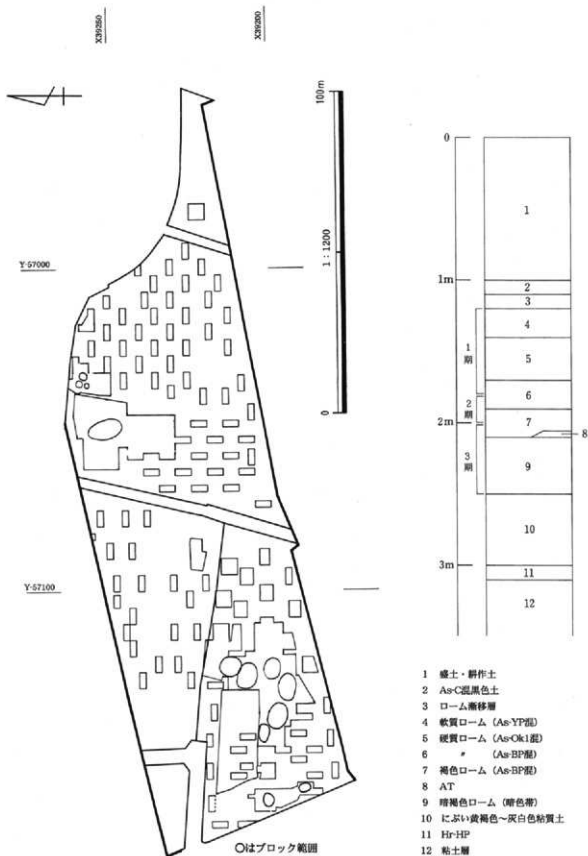 X39250
X39200
100m
1:1200
0
Y-57000
Y-57100
〇はブロック範囲
0
1m
2m
3m
1期
2期
3期
1
2
3
4
5
6
7
8
9
10
11
12
1 盛土・耕作土
2 As-C混黒色土
3 ローム漸移層
4 軟質ローム(As-YP混)
5 硬質ローム(As-Ok1混)
6 〃 (As-BP混)
7 褐色ローム(As-BP混)
8 AT
9 暗褐色ローム(暗色帯)
10 にぶい黄褐色~灰白色粘質土
11 Hr-HP
12 粘土層